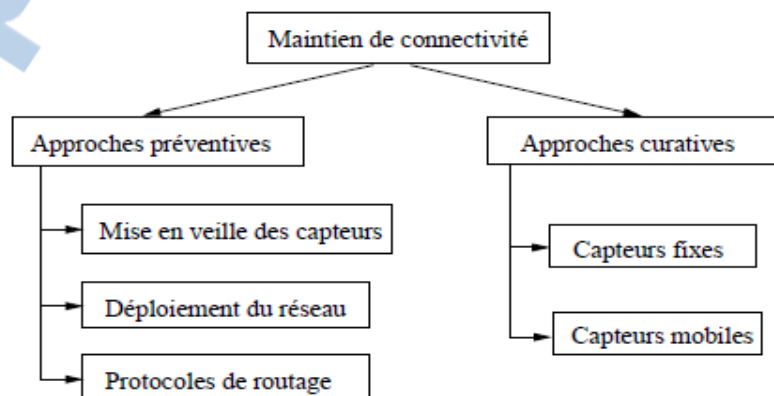 Maintien de connectivité
Approches préventives
Approches curatives
Mise en veille des capteurs
Capteurs fixes
Déploiement du réseau
Capteurs mobiles
Protocoles de routage